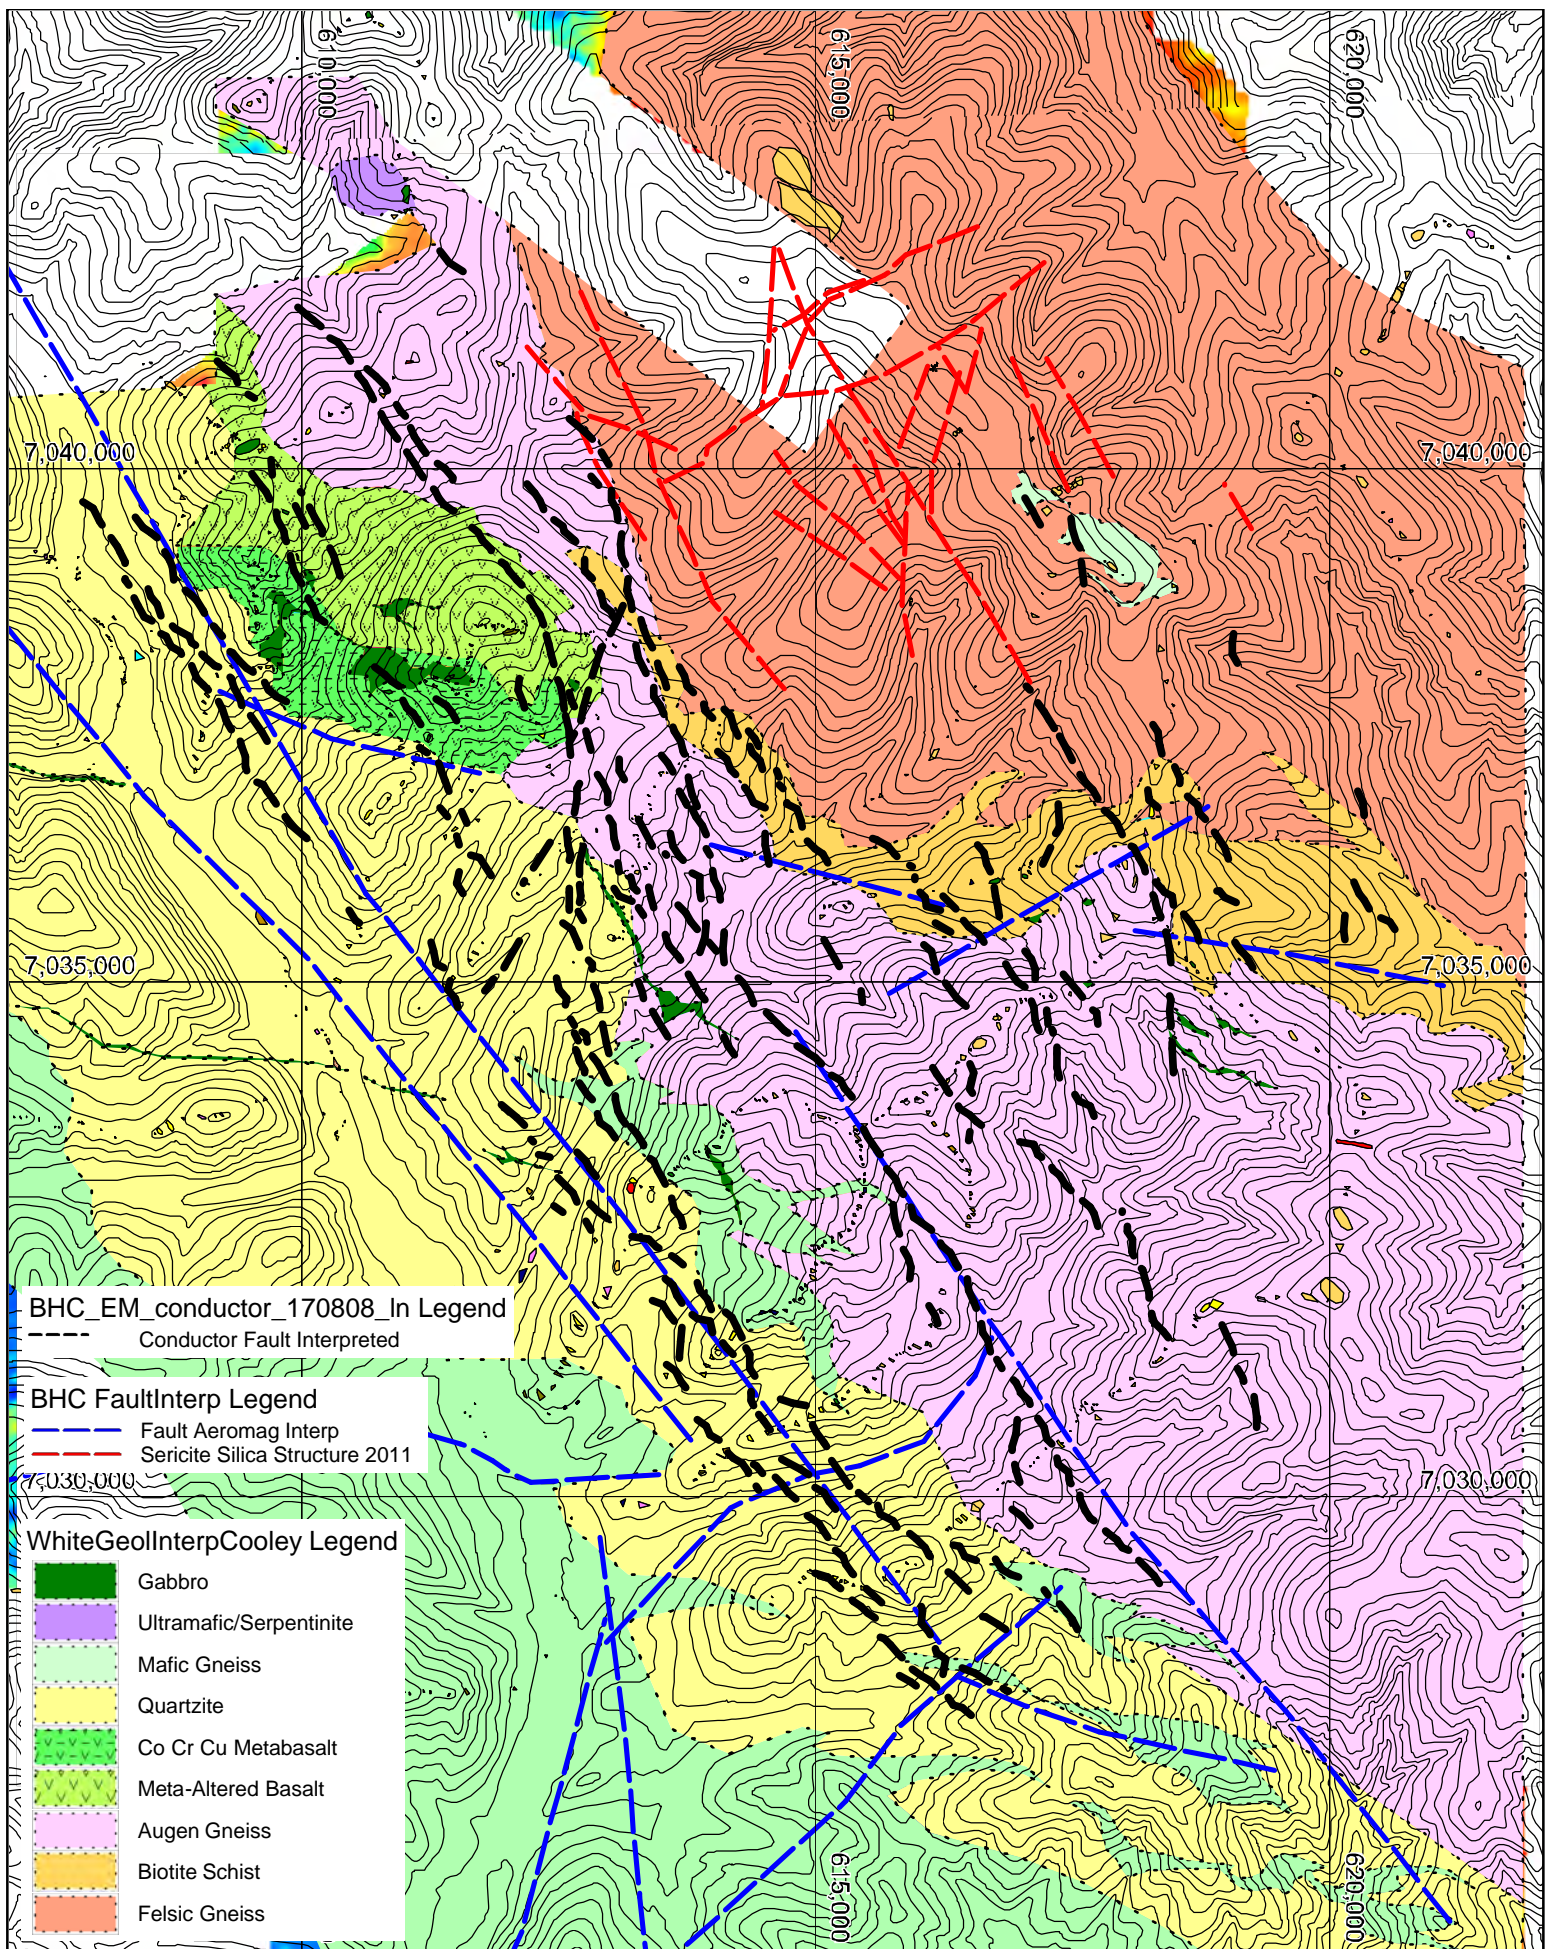 610,000
615,000
620,000
7,040,000
7,040,000
7,035,000
7,035,000
BHC_EM_conductor_170808_ln Legend
Conductor Fault Interpreted
BHC FaultInterp Legend
Fault Aeromag Interp
Sericite Silica Structure 2011
7,030,000
7,030,000
WhiteGeolInterpCooley Legend
Gabbro
Ultramafic/Serpentinite
Mafic Gneiss
Quartzite
Co Cr Cu Metabasalt
Meta-Altered Basalt
Augen Gneiss
Biotite Schist
Felsic Gneiss
615,000
620,000